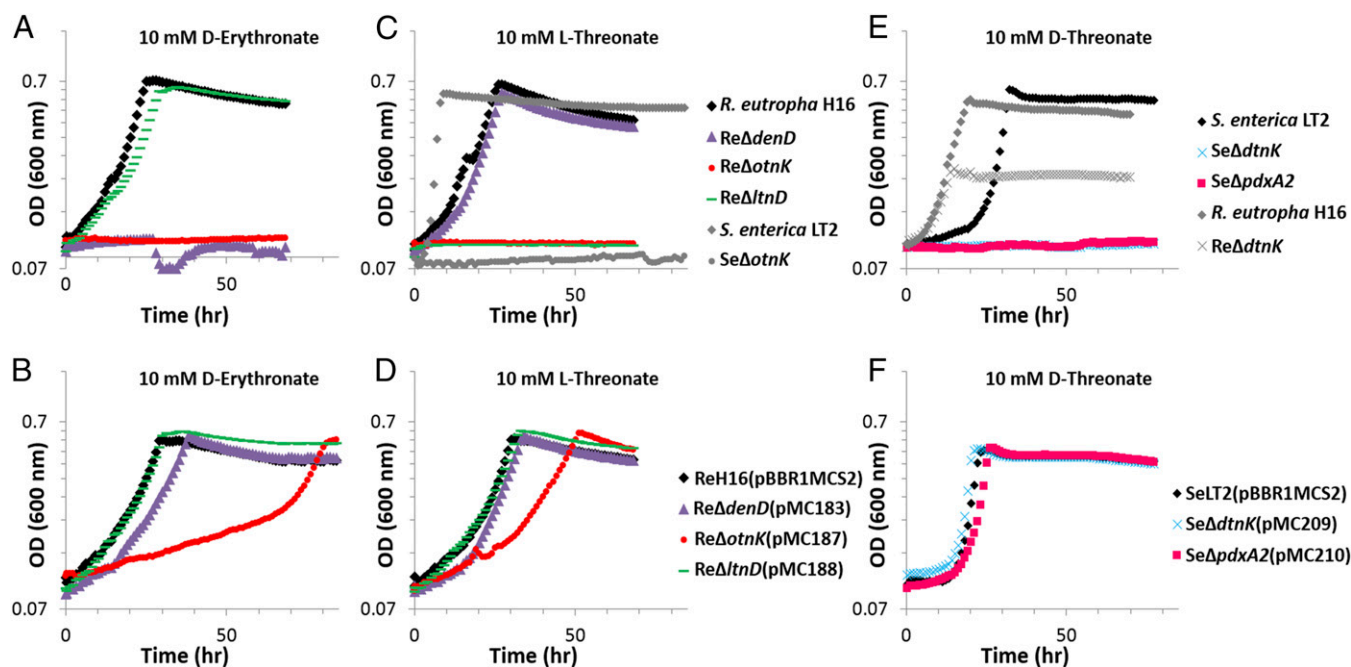 A
10 mM D-Erythronate
OD (600 nm)
0.7
0.07
0
50
Time (hr)
C
10 mM L-Threonate
OD (600 nm)
0.7
0.07
0
50
Time (hr)
R. eutropha H16
ReΔdenD
ReΔotnK
ReΔltnD
S. enterica LT2
SeΔotnK
E
10 mM D-Threonate
OD (600 nm)
0.7
0.07
0
50
Time (hr)
S. enterica LT2
SeΔdtnK
SeΔpdxA2
R. eutropha H16
ReΔdtnK
B
10 mM D-Erythronate
OD (600 nm)
0.7
0.07
0
50
Time (hr)
D
10 mM L-Threonate
OD (600 nm)
0.7
0.07
0
50
Time (hr)
ReH16(pBBR1MCS2)
ReΔdenD(pMC183)
ReΔotnK(pMC187)
ReΔltnD(pMC188)
F
10 mM D-Threonate
OD (600 nm)
0.7
0.07
0
50
Time (hr)
SeLT2(pBBR1MCS2)
SeΔdtnK(pMC209)
SeΔpdxA2(pMC210)